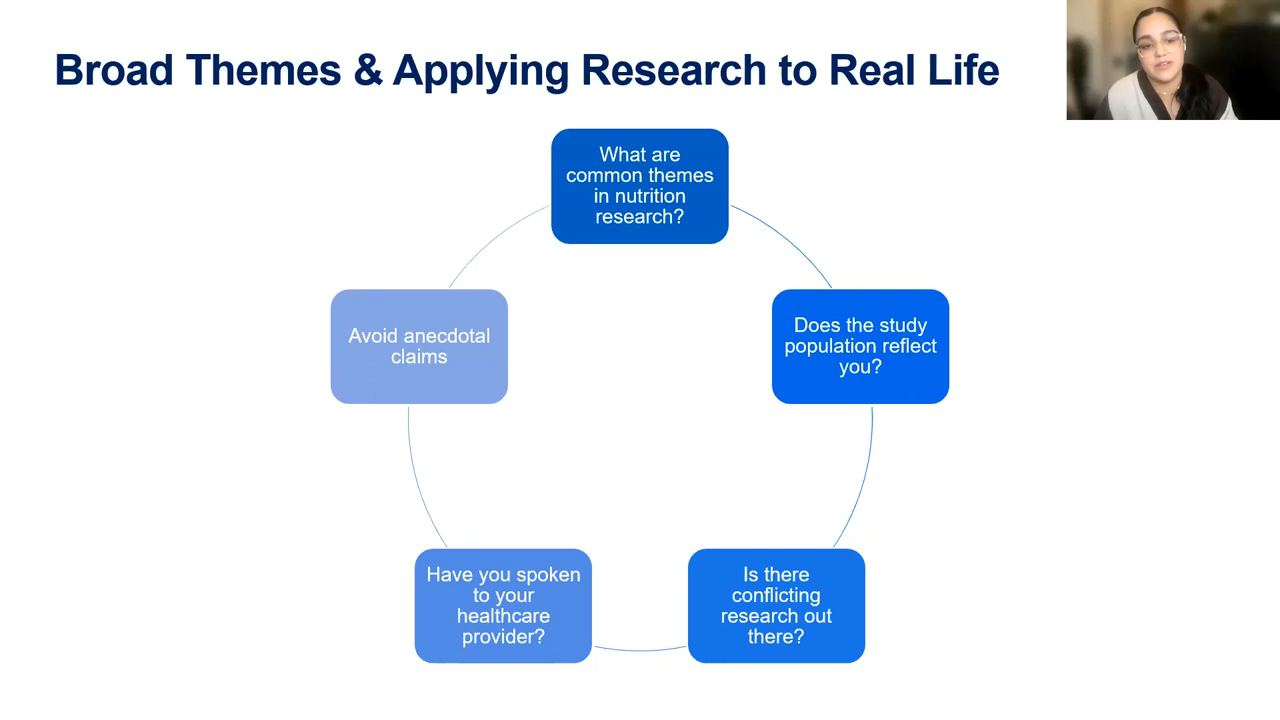 Broad Themes & Applying Research to Real Life
What are
common themes
in nutrition
research?
Does the study
population reflect
you?
Is there
conflicting
research out
there?
Have you spoken
to your
healthcare
provider?
Avoid anecdotal
claims